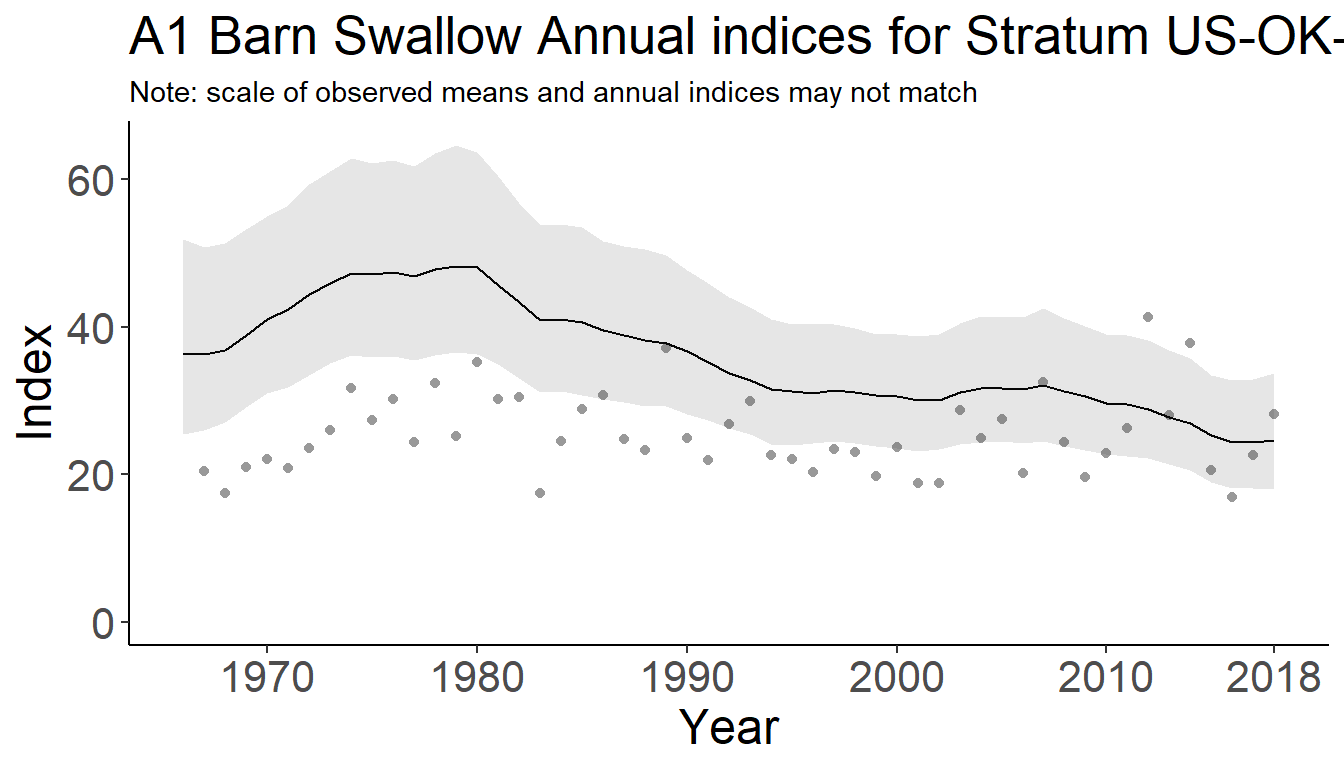 A1 Barn Swallow Annual indices for Stratum US-OK-
Note: scale of observed means and annual indices may not match
60
40
20
0
Index
1970 1980 1990 2000 2010 2018
Year